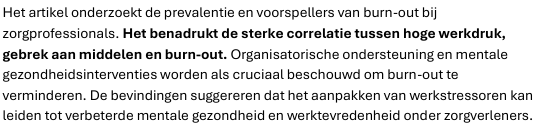 Het artikel onderzoekt de prevalentie en voorspellers van burn-out bij
zorgprofessionals. Het benadrukt de sterke correlatie tussen hoge werkdruk,
gebrek aan middelen en burn-out. Organisatorische ondersteuning en mentale
gezondheidsinterventies worden als cruciaal beschouwd om burn-out te
verminderen. De bevindingen suggereren dat het aanpakken van werkstressoren kan
leiden tot verbeterde mentale gezondheid en werktevredenheid onder zorgverleners.